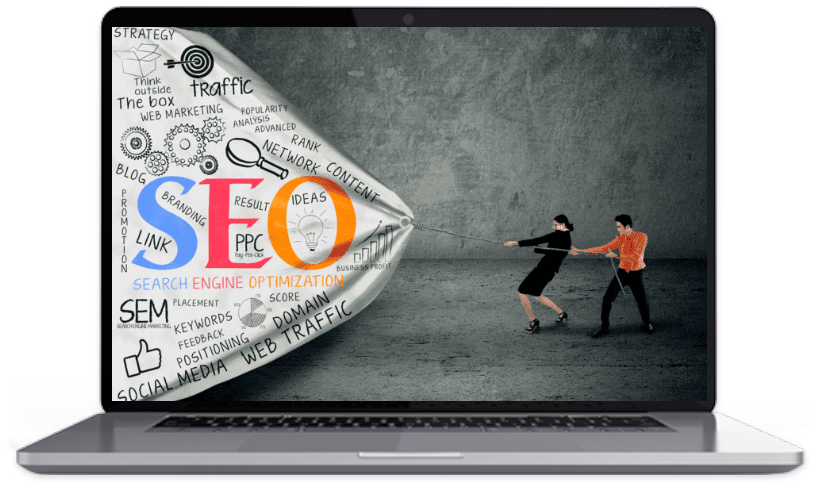 STRATEGY
Think
outside
The box
traffic
WEB MARKETING
POPULARITY
ANALYSIS
ADVANCED
RANK
NETWORK
CONTENT
BLOG
PROMOTION
SEO
BRANDING
LINK
RESULT
PPC
Pay-Per-Click
IDEAS
BUSINESS PROFIT
SEARCH ENGINE OPTIMIZATION
SEM
SEARCH ENGINE MARKETING
PLACEMENT
KEYWORDS
FEEDBACK
POSITIONING
SCORE
DOMAIN
WEB TRAFFIC
SOCIAL MEDIA